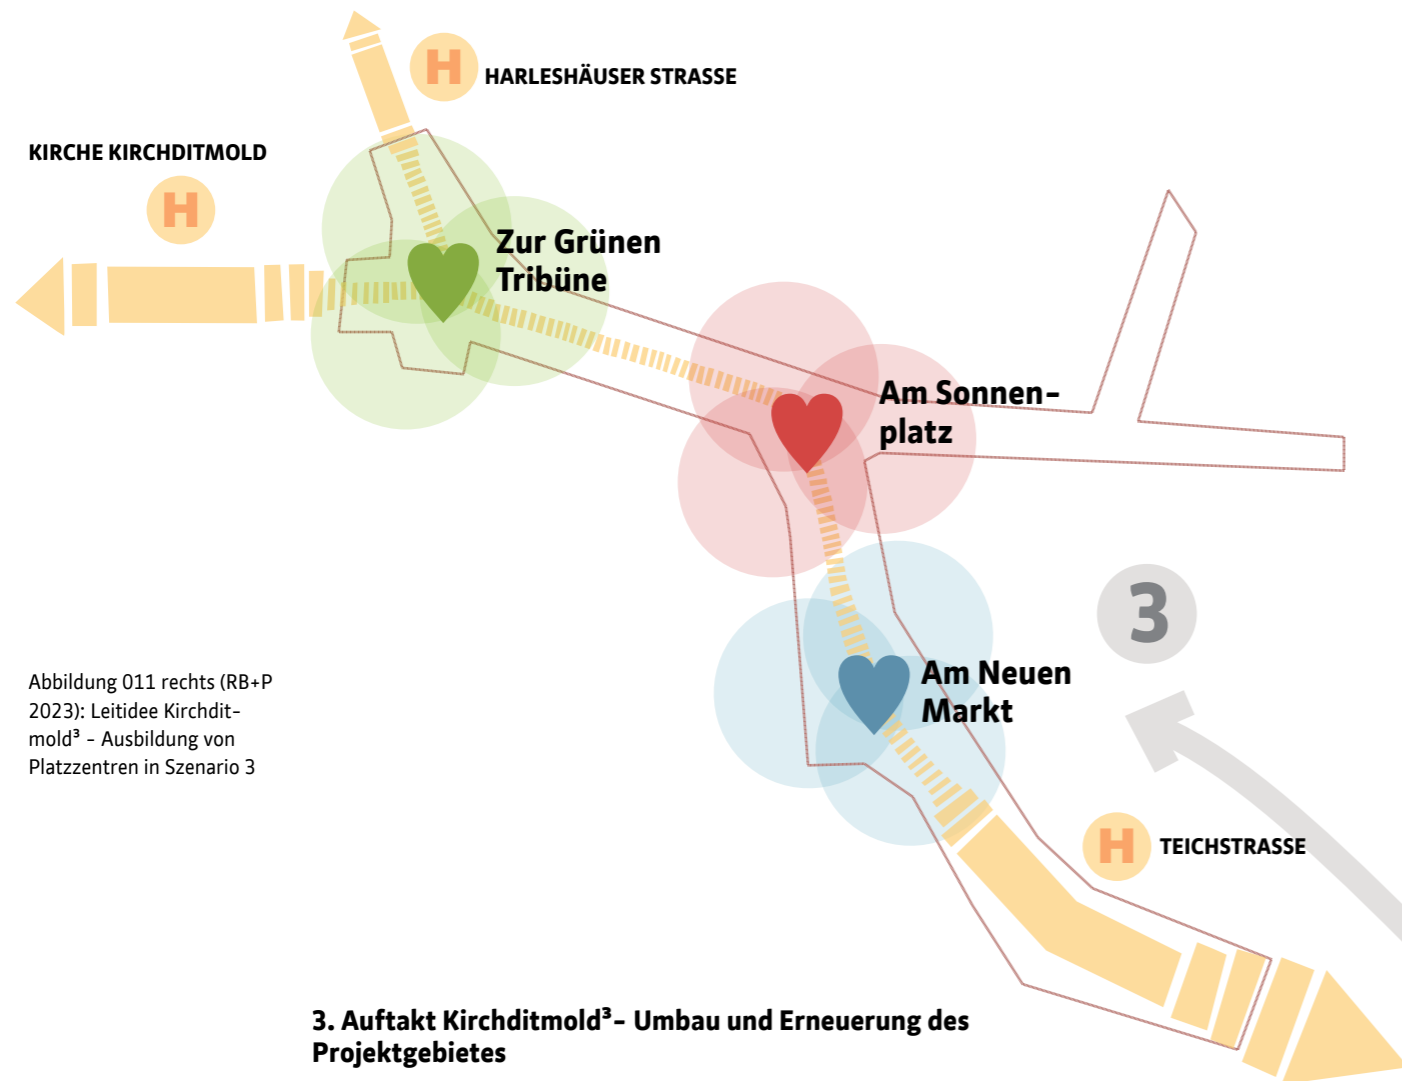 H
HARLESHÄUSER STRASSE
KIRCHE KIRCHDITMOLD
H
Zur Grünen
Tribüne
Am Sonnen-
platz
3
Am Neuen
Markt
Abbildung 011 rechts (RB+P
2023): Leitidee Kirchdit-
mold³ - Ausbildung von
Platzzentren in Szenario 3
H
TEICHSTRASSE
3. Auftakt Kirchditmold³- Umbau und Erneuerung des
Projektgebietes